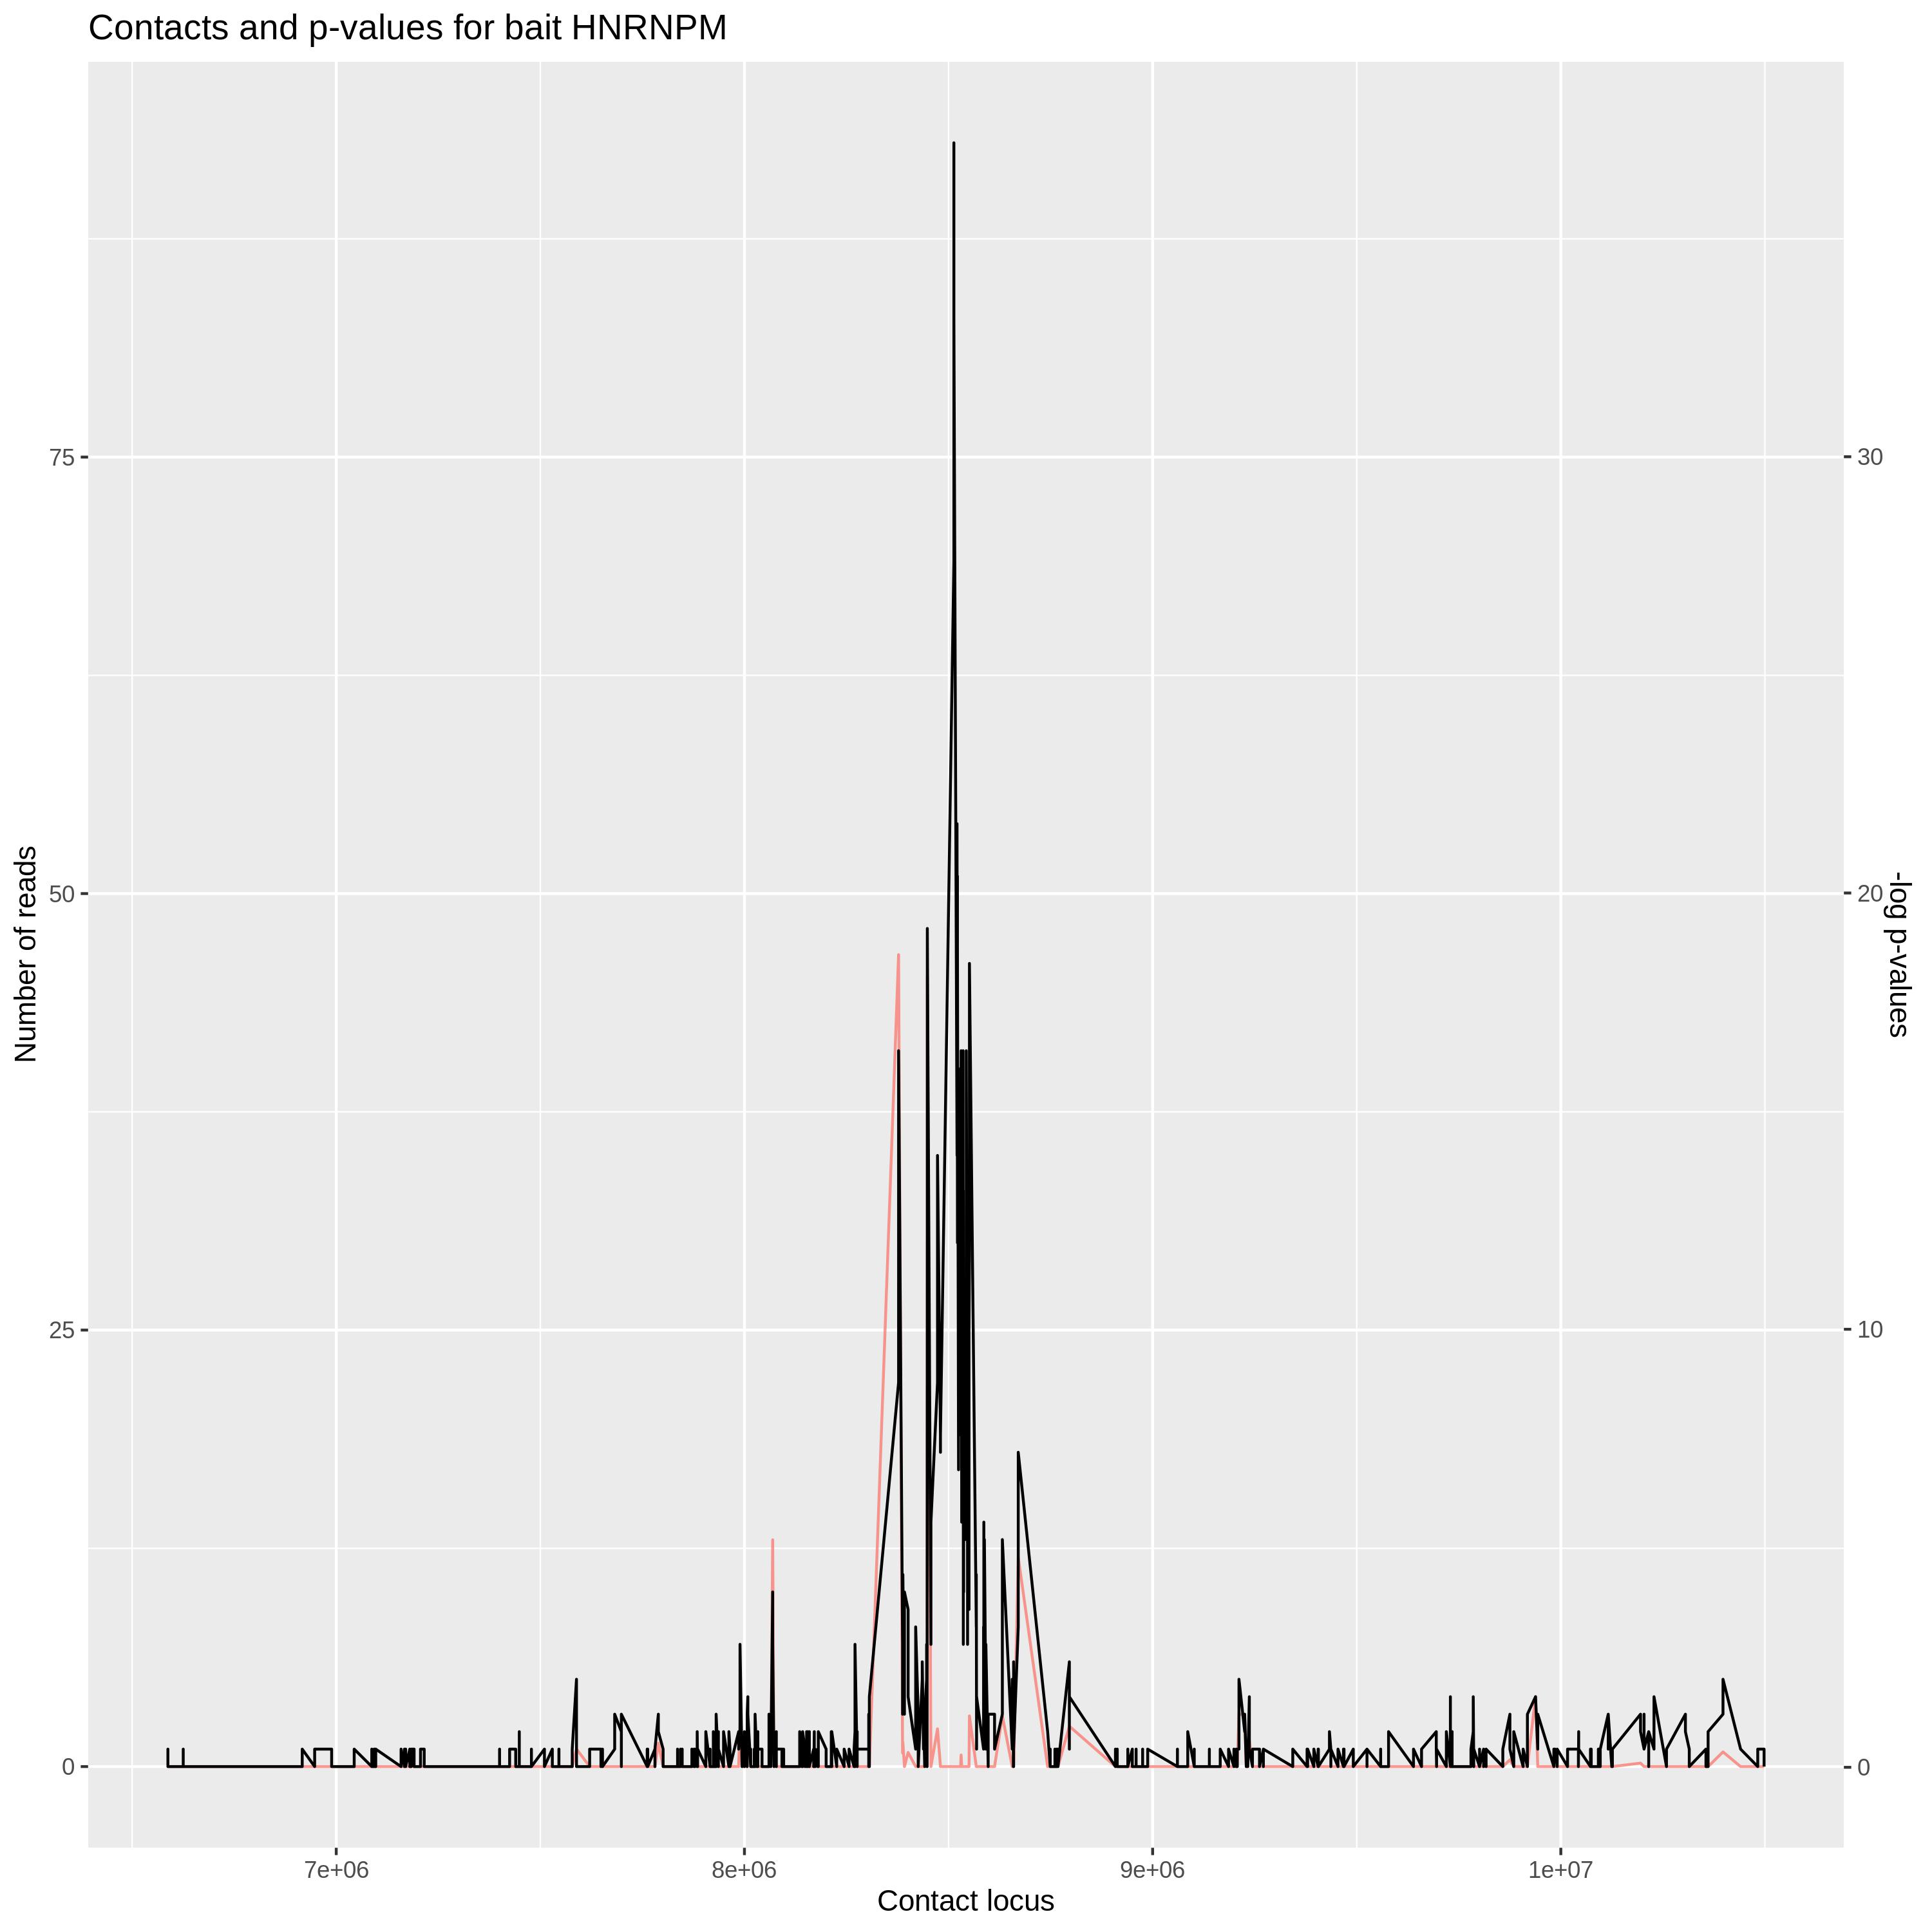 Contacts and p-values for bait HNRNPM
75
50
25
0
Number of reads
30
20
10
0
-log p-values
7e+06
8e+06
9e+06
1e+07
Contact locus